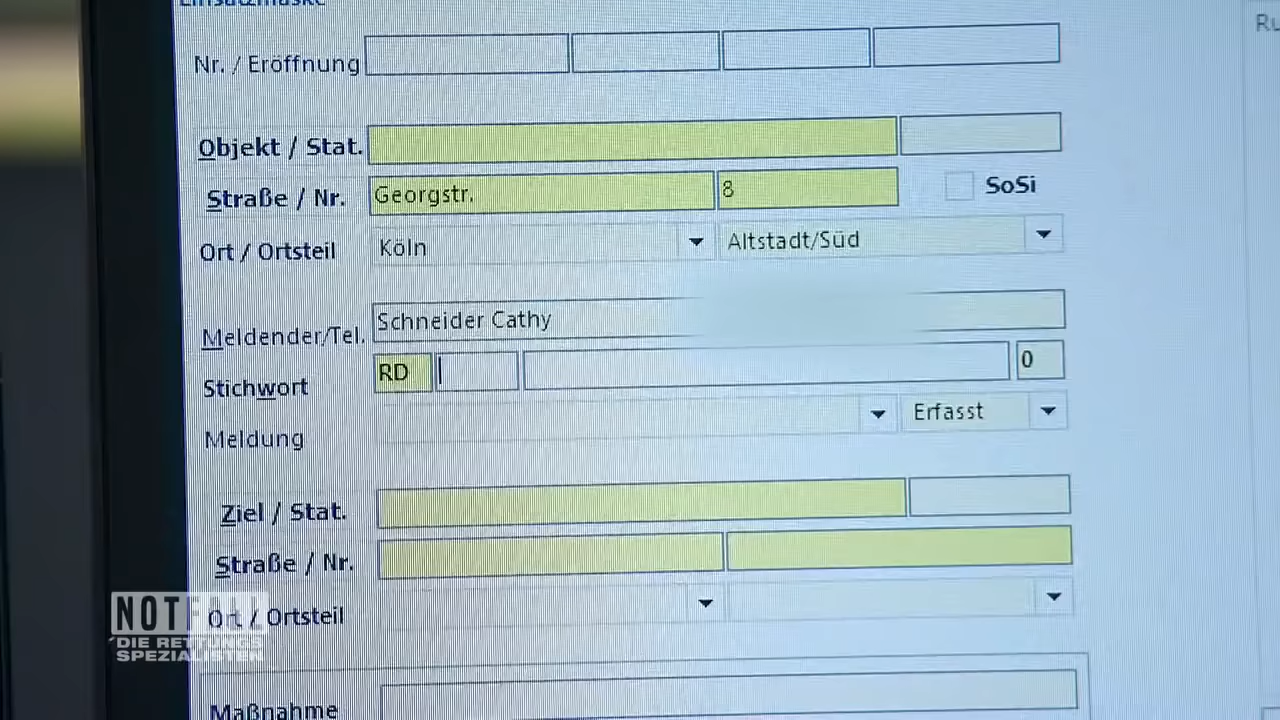 Einsatzmaske
Nr. / Eröffnung
Objekt / Stat.
Straße / Nr. Georgstr. 8 SoSi
Ort / Ortsteil Köln Altstadt/Süd
Meldender/Tel. Schneider Cathy
Stichwort RD 0
Meldung Erfasst
Ziel / Stat.
Straße / Nr.
Ort / Ortsteil
Maßnahme
NOTFALL
DIE RETTUNGS
SPEZIALISTEN